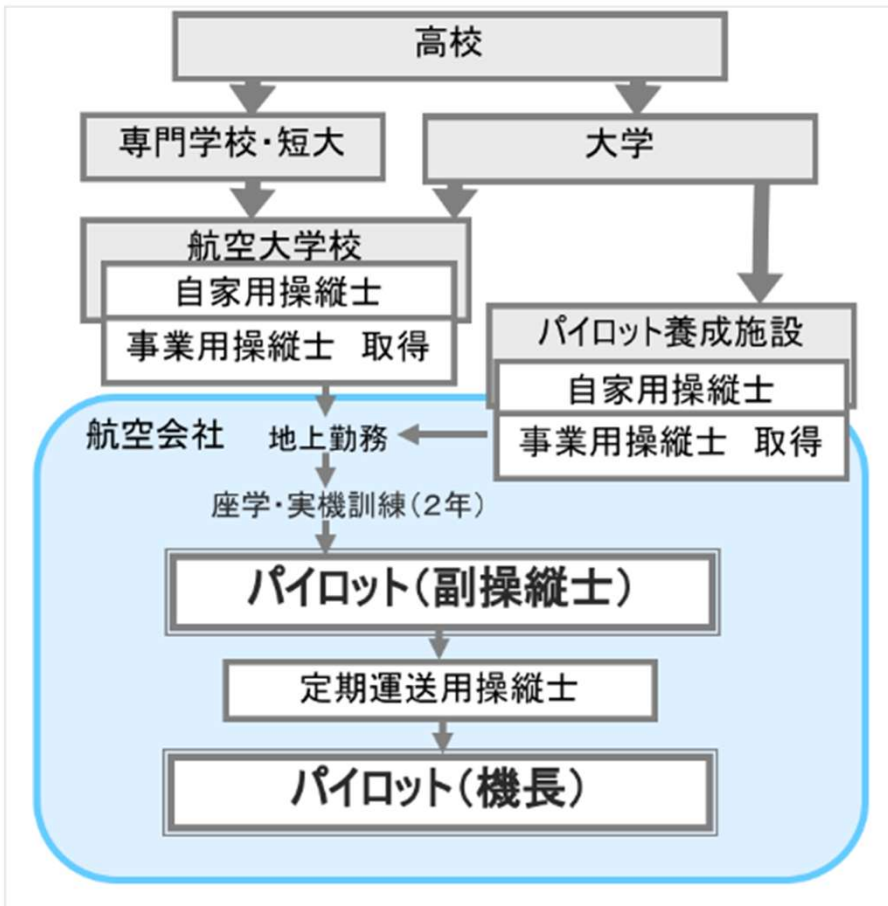 高校
専門学校・短大
大学
航空大学校
自家用操縦士
事業用操縦士 取得
パイロット養成施設
自家用操縦士
事業用操縦士 取得
航空会社
地上勤務
座学・実機訓練(2年)
パイロット(副操縦士)
定期運送用操縦士
パイロット(機長)